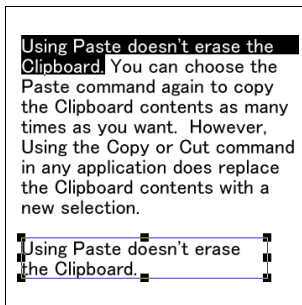 Using Paste doesn't erase the
Clipboard. You can choose the
Paste command again to copy
the Clipboard contents as many
times as you want.  However,
Using the Copy or Cut command
in any application does replace
the Clipboard contents with a
new selection.
Using Paste doesn't erase
the Clipboard.